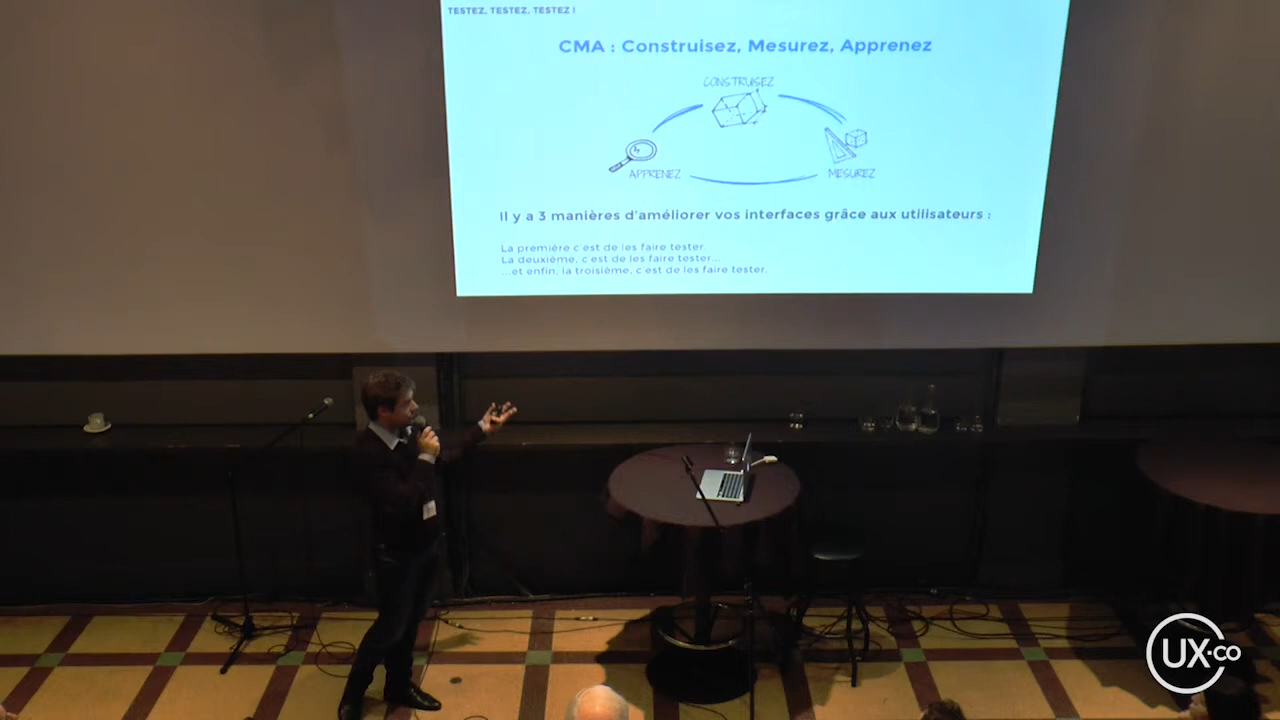 TESTEZ, TESTEZ, TESTEZ !
CMA : Construisez, Mesurez, Apprenez
CONSTRUISEZ
APPRENEZ
MESUREZ
Il y a 3 manières d'améliorer vos interfaces grâce aux utilisateurs :
La première c'est de les faire tester.
La deuxième, c'est de les faire tester...
...et enfin, la troisième, c'est de les faire tester.
UX-co